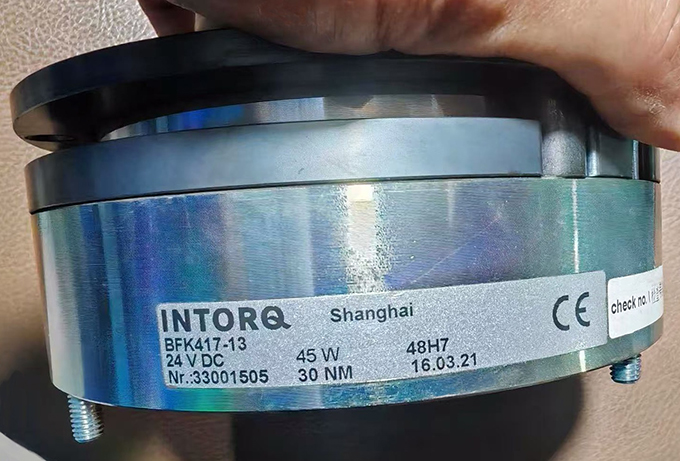 INTORQ Shanghai
BFK417-13
24 V DC 45 W 48H7
Nr.:33001505 30 NM 16.03.21
CE
check no.